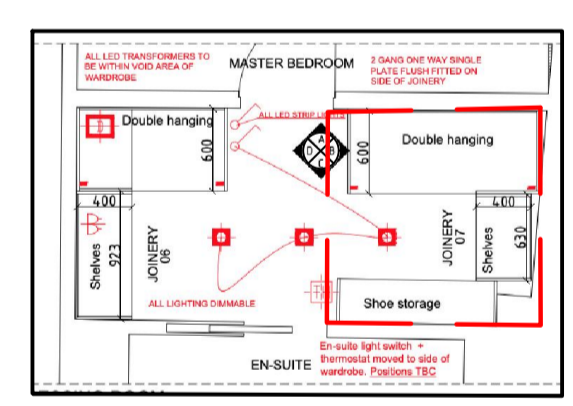 ALL LED TRANSFORMERS TO
BE WITHIN VOID AREA OF
WARDROBE
MASTER BEDROOM
2 GANG ONE WAY SINGLE
PLATE FLUSH FITTED ON
SIDE OF JOINERY
Double hanging
ALL LED STRIP LIGHTS
600
A
D
B
C
600
Double hanging
400
400
Shelves
923
JOINERY
06
JOINERY
07
Shelves
630
ALL LIGHTING DIMMABLE
Shoe storage
EN-SUITE
En-suite light switch +
thermostat moved to side of
wardrobe. Positions TBC